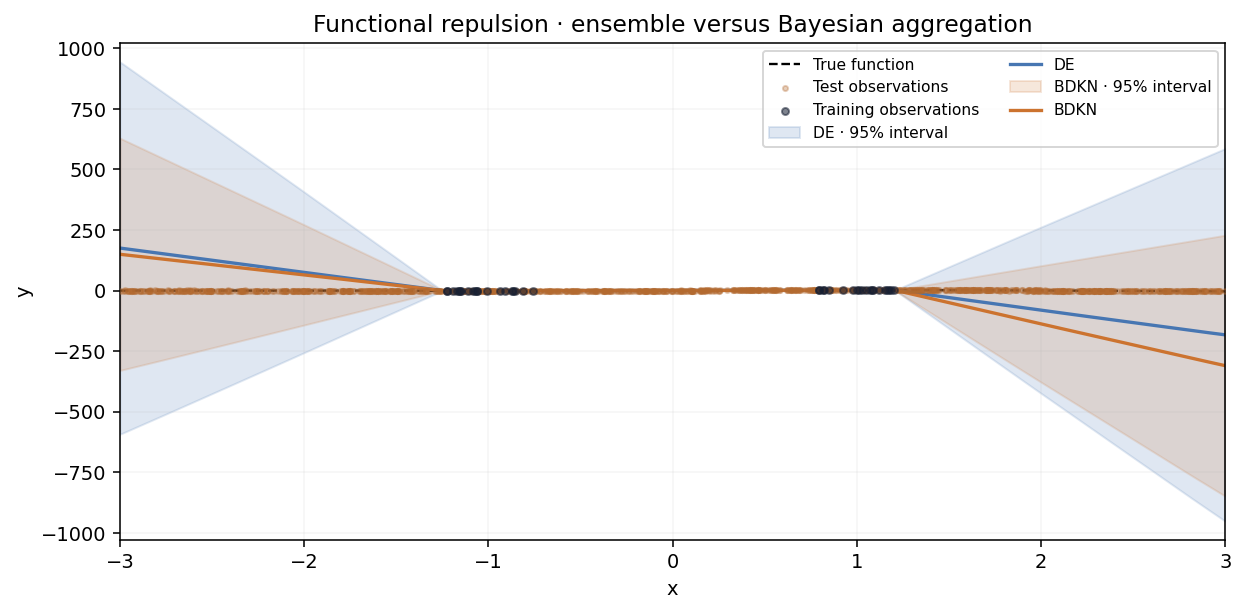 Functional repulsion · ensemble versus Bayesian aggregation
1000
750
500
250
0
−250
−500
−750
−1000
y
True function
Test observations
Training observations
DE · 95% interval
DE
BDKN · 95% interval
BDKN
−3
−2
−1
0
1
2
3
x